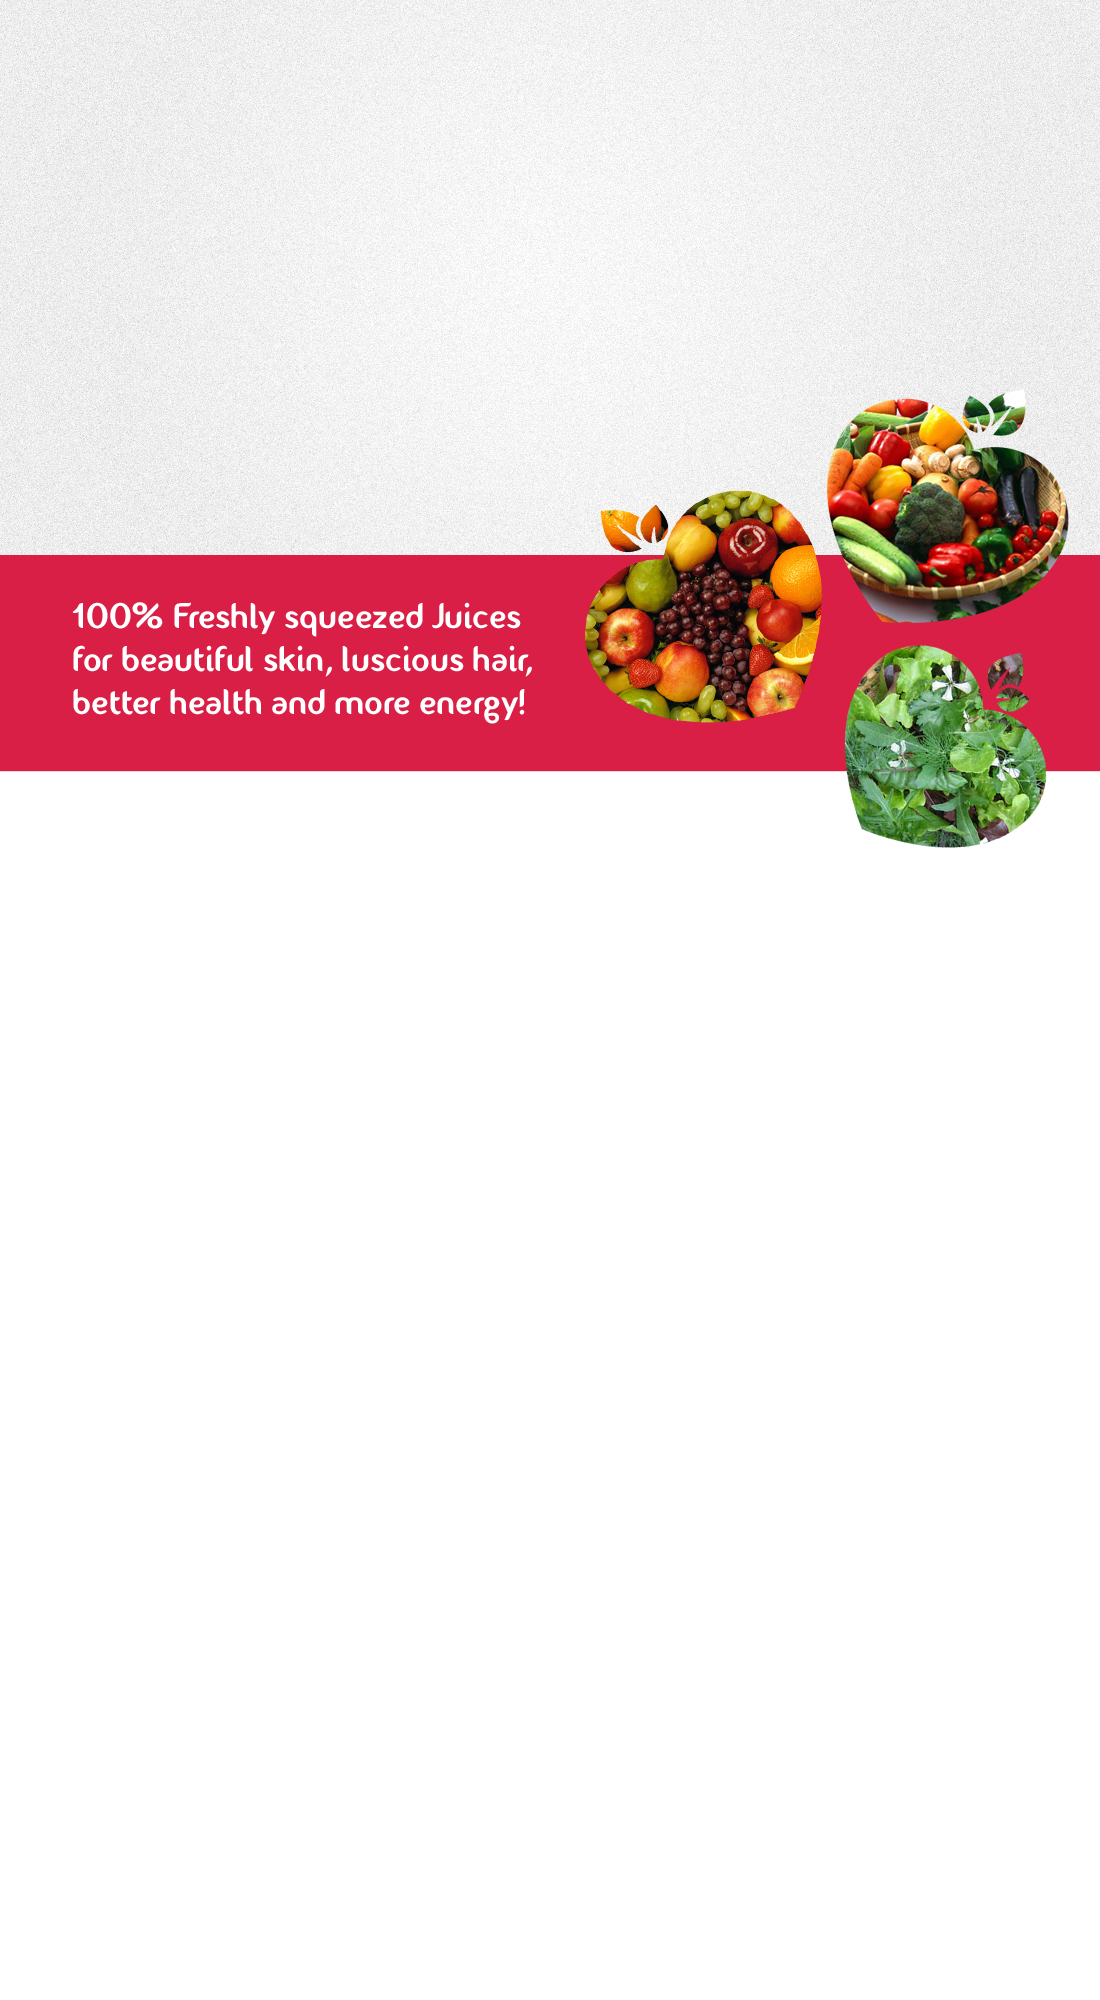 100% Freshly squeezed Juices
for beautiful skin, luscious hair,
better health and more energy!